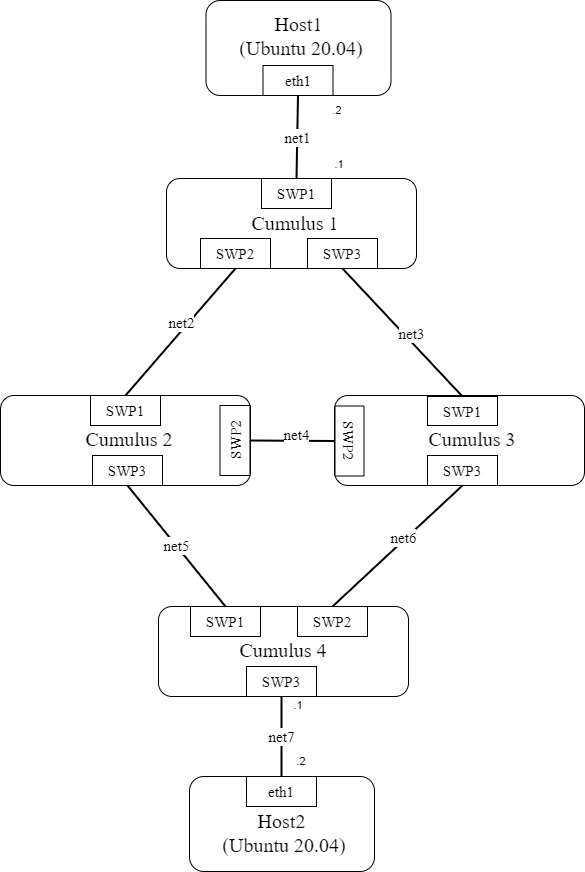 Host1
(Ubuntu 20.04)
eth1
.2
net1
.1
SWP1
Cumulus 1
SWP2
SWP3
net2
net3
SWP1
Cumulus 2
SWP2
SWP3
net4
SWP1
SWP2
Cumulus 3
SWP3
net5
net6
SWP1
SWP2
Cumulus 4
SWP3
.1
net7
.2
eth1
Host2
(Ubuntu 20.04)